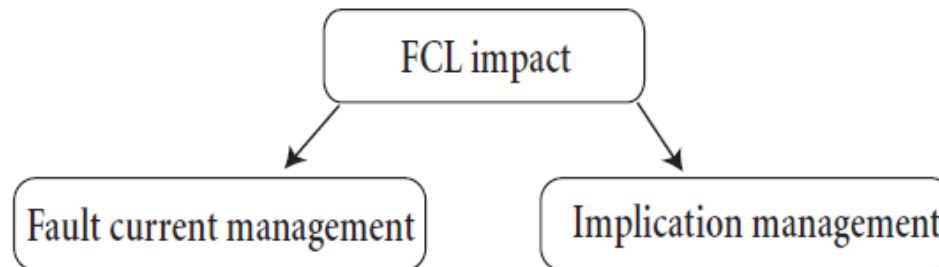 FCL impact
Fault current management
Implication management